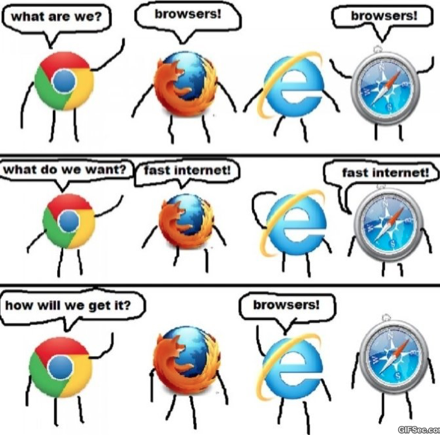 what are we?
browsers!
browsers!
what do we want?
fast internet!
fast internet!
how will we get it?
browsers!
GIFSec.com